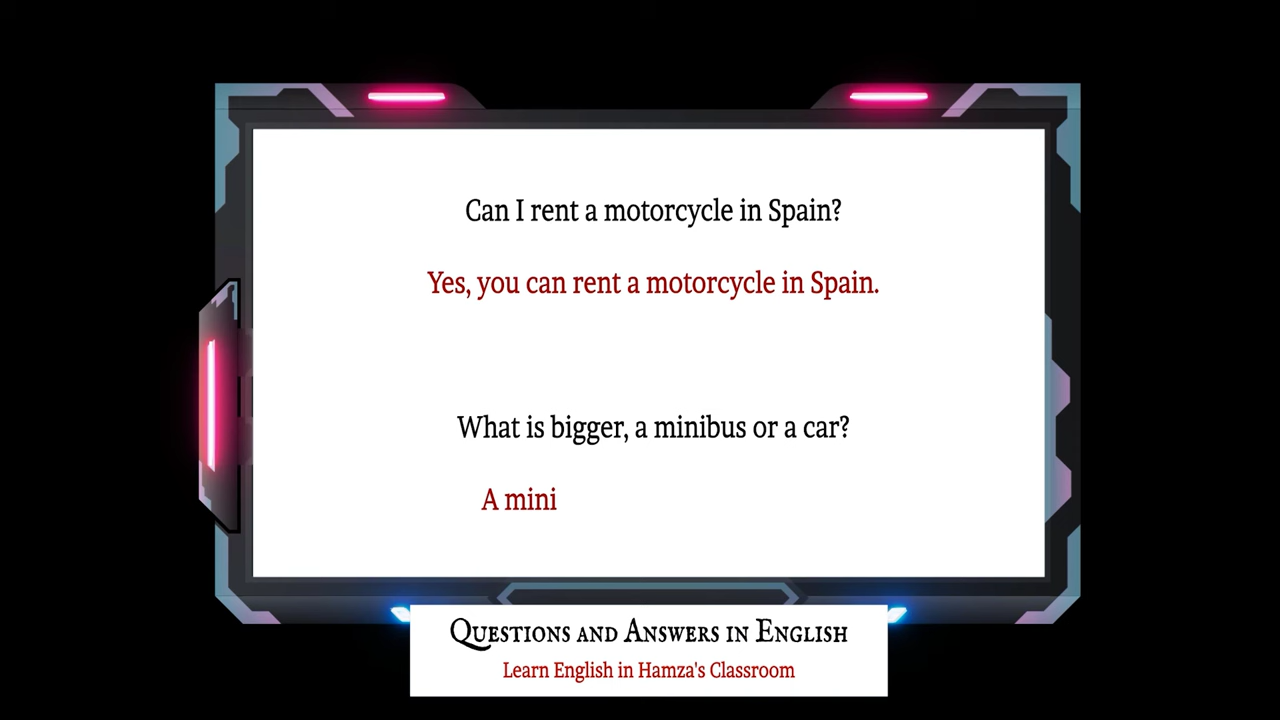 Can I rent a motorcycle in Spain?
Yes, you can rent a motorcycle in Spain.
What is bigger, a minibus or a car?
A mini
Questions and Answers in English
Learn English in Hamza's Classroom